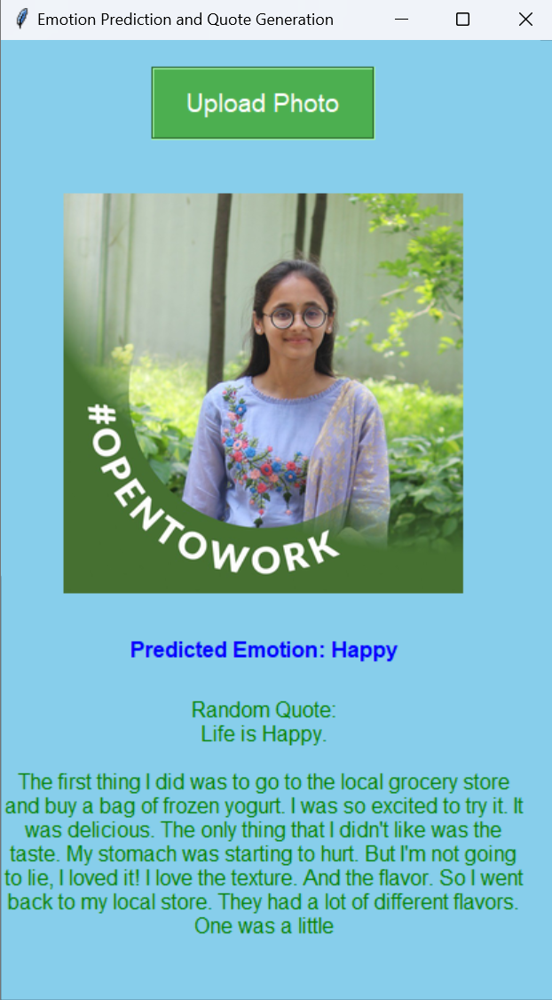 Emotion Prediction and Quote Generation
Upload Photo
#OPENTOWORK
Predicted Emotion: Happy
Random Quote:
Life is Happy.
The first thing I did was to go to the local grocery store
and buy a bag of frozen yogurt. I was so excited to try it. It
was delicious. The only thing that I didn't like was the
taste. My stomach was starting to hurt. But I'm not going
to lie, I loved it! I love the texture. And the flavor. So I went
back to my local store. They had a lot of different flavors.
One was a little